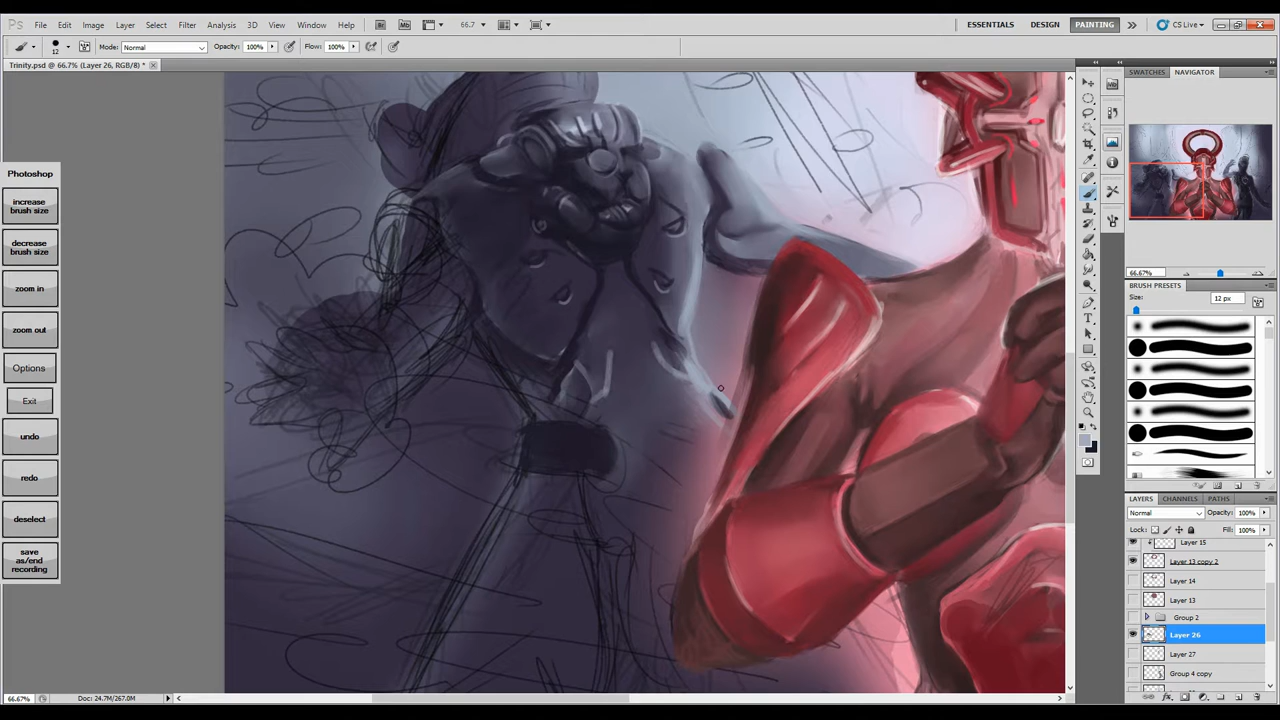 Ps File Edit Image Layer Select Filter Analysis 3D View Window Help Br Mb 66.7 ESSENTIALS DESIGN PAINTING CS Live
12 Mode: Normal Opacity: 100% Flow: 100%
Trinity.psd @ 66.7% (Layer 26, RGB/8) *
Photoshop
increase
brush size
decrease
brush size
zoom in
zoom out
Options
Exit
undo
redo
deselect
save
as/end
recording
SWATCHES NAVIGATOR
66.67%
BRUSH PRESETS
Size: 12 px
LAYERS CHANNELS PATHS
Normal Opacity: 100%
Lock: Fill: 100%
Layer 15
Layer 13 copy 2
Layer 14
Layer 13
Group 2
Layer 26
Layer 27
Group 4 copy
66.67% Doc: 24.7M/267.0M